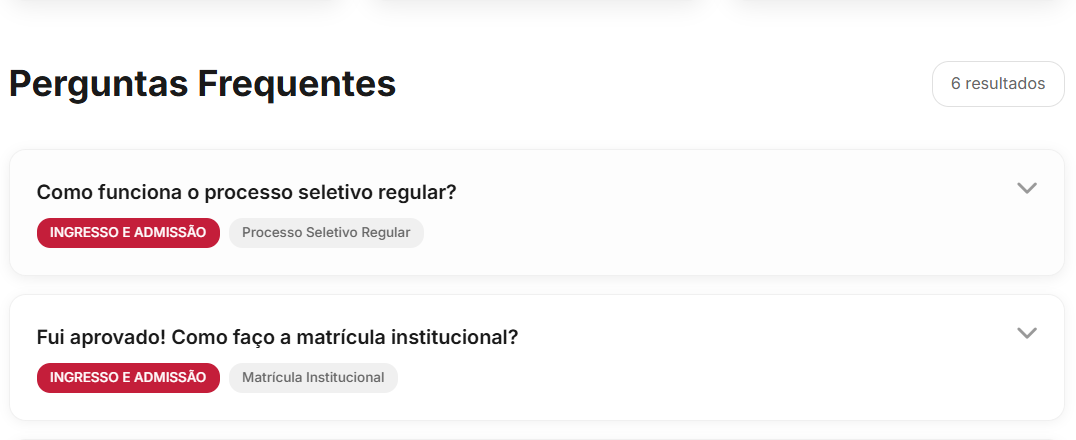 Perguntas Frequentes
6 resultados
Como funciona o processo seletivo regular?
INGRESSO E ADMISSÃO Processo Seletivo Regular
Fui aprovado! Como faço a matrícula institucional?
INGRESSO E ADMISSÃO Matrícula Institucional